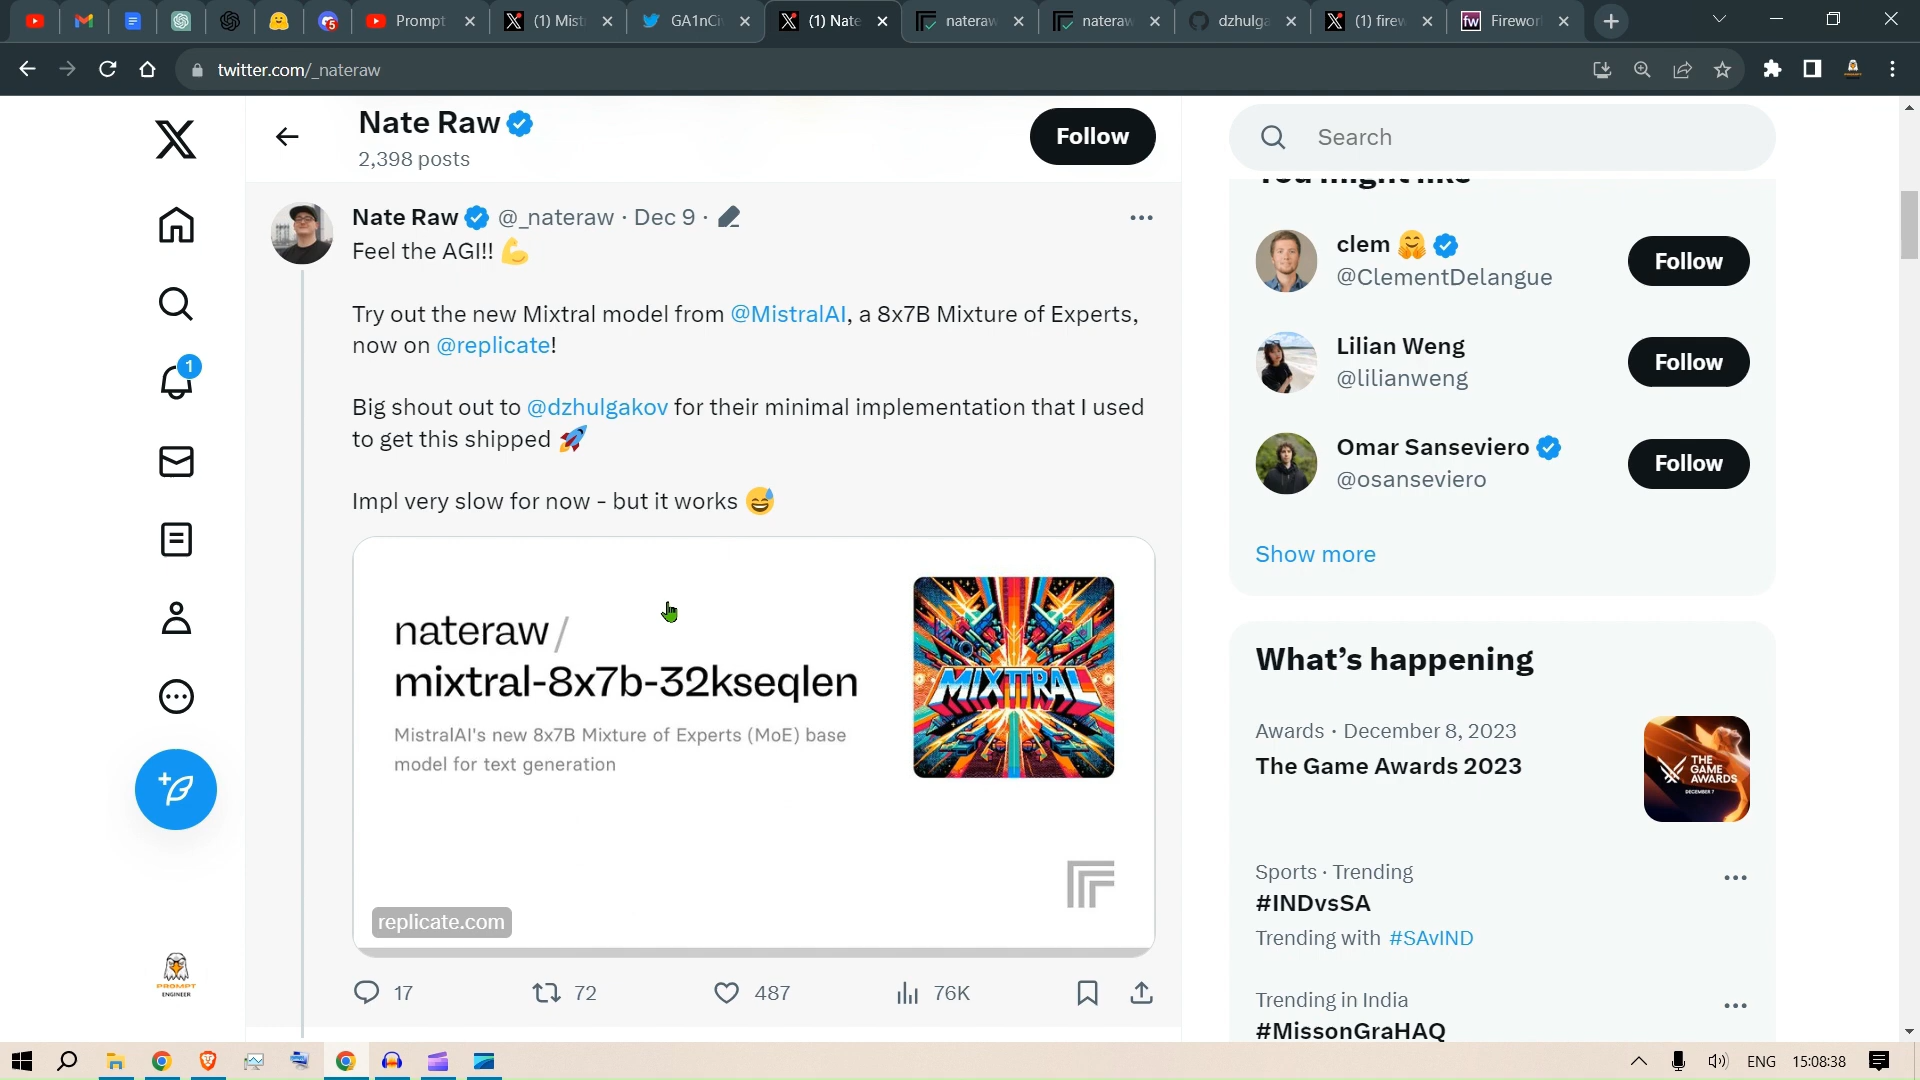 Prompt
(1) Mist
GA1nCi
(1) Nate
nateraw
nateraw
dzhulga
(1) firew
fw
Firewor
twitter.com/_nateraw
Nate Raw
2,398 posts
Follow
Nate Raw @_nateraw · Dec 9 ·
Feel the AGI!! 💪
Try out the new Mixtral model from @MistralAI, a 8x7B Mixture of Experts,
now on @replicate!
Big shout out to @dzhulgakov for their minimal implementation that I used
to get this shipped 🚀
Impl very slow for now - but it works 😅
nateraw/
mixtral-8x7b-32kseqlen
MistralAI's new 8x7B Mixture of Experts (MoE) base
model for text generation
MIXTTRAL
replicate.com
17
72
487
76K
1
PROMPT
ENGINEER
Search
You might like
clem 🤗
@ClementDelangue
Follow
Lilian Weng
@lilianweng
Follow
Omar Sanseviero
@osanseviero
Follow
Show more
What's happening
Awards · December 8, 2023
The Game Awards 2023
THE
GAME
AWARDS
DECEMBER 7
Sports · Trending
#INDvsSA
Trending with #SAvIND
Trending in India
#MissonGraHAQ
ENG
15:08:38